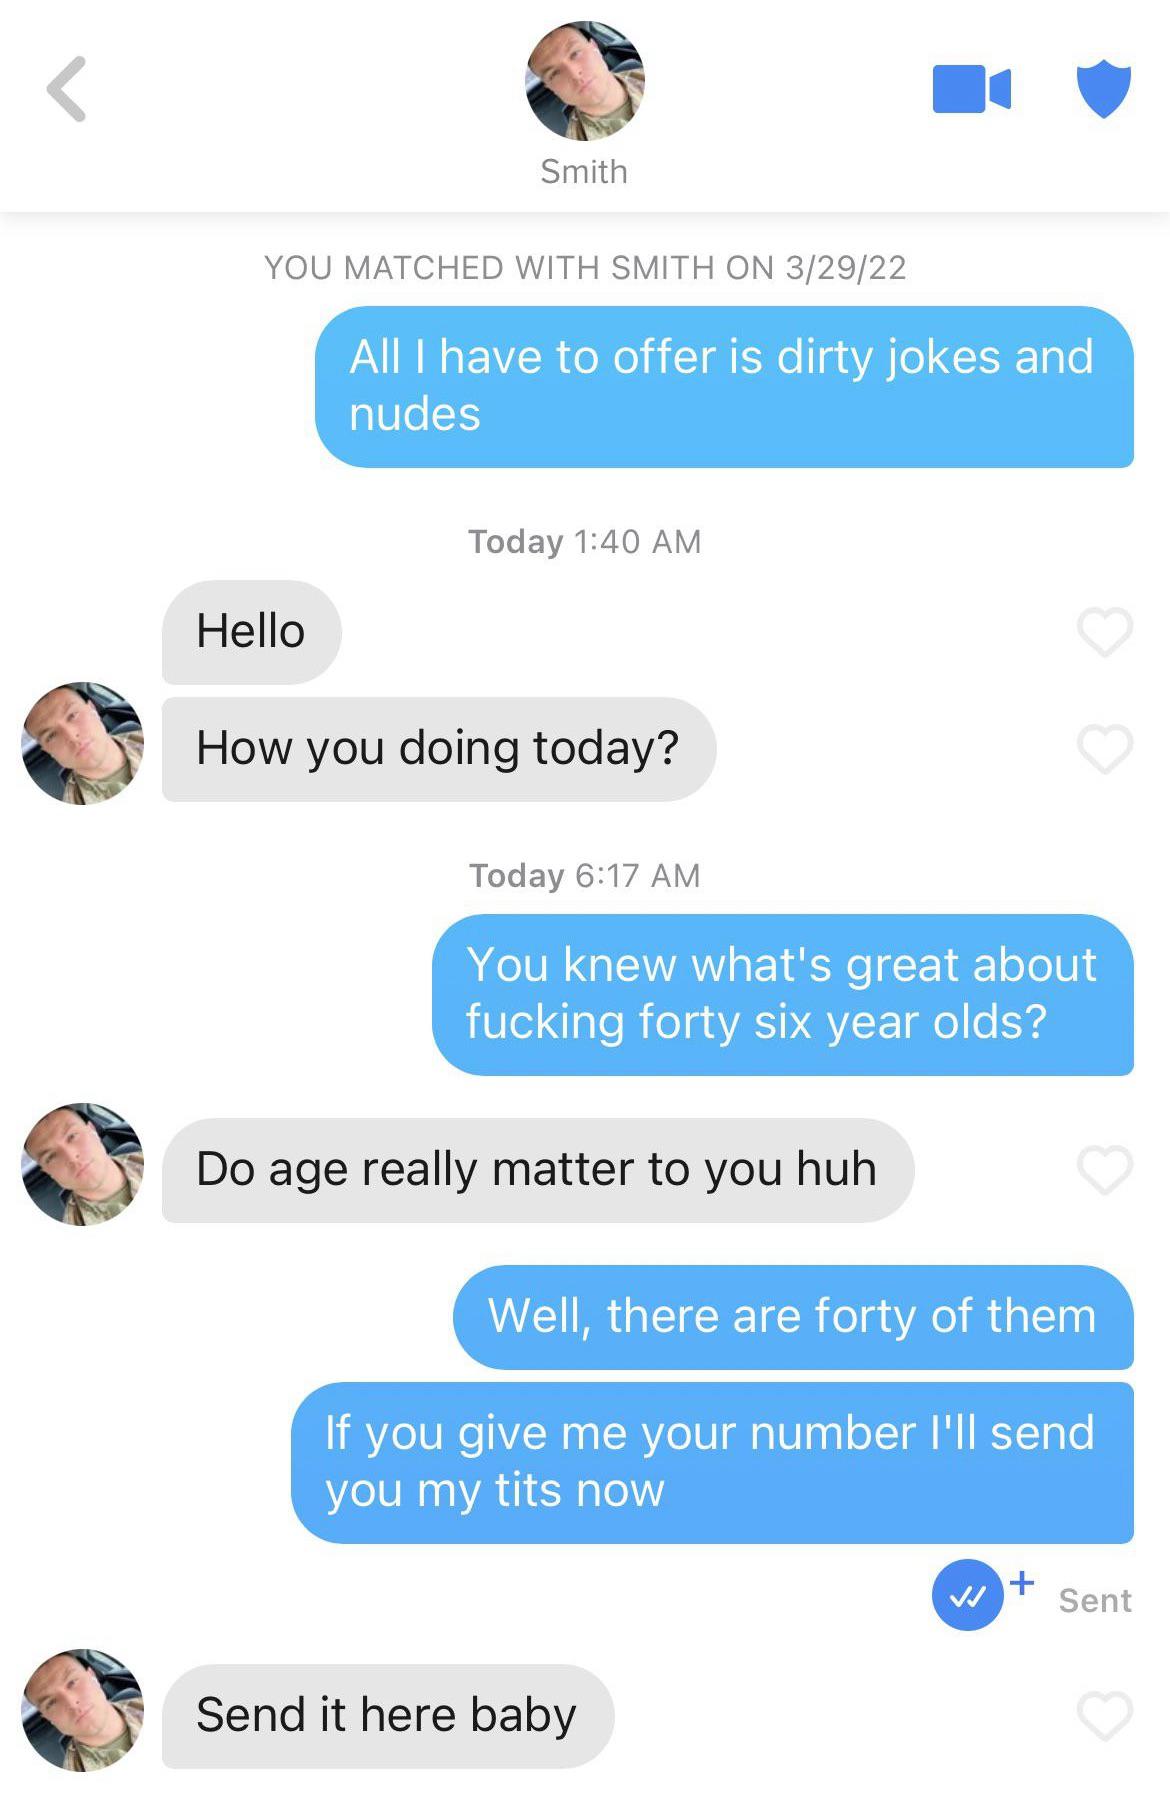 Smith
YOU MATCHED WITH SMITH ON 3/29/22
All I have to offer is dirty jokes and
nudes
Today 1:40 AM
Hello
How you doing today?
Today 6:17 AM
You knew what's great about
fucking forty six year olds?
Do age really matter to you huh
Well, there are forty of them
If you give me your number I'll send
you my tits now
Sent
Send it here baby